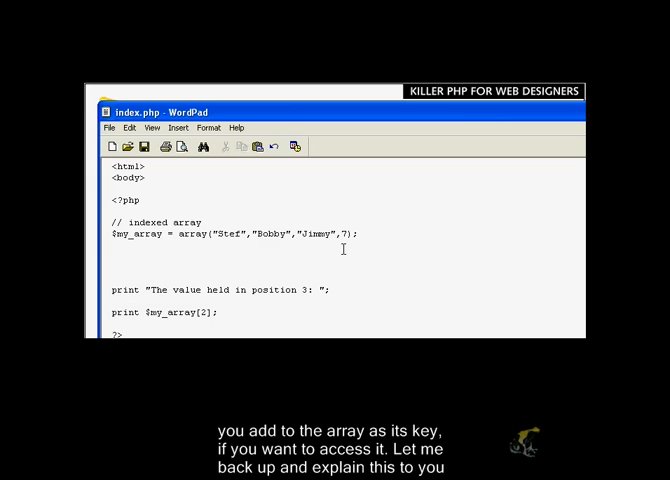 KILLER PHP FOR WEB DESIGNERS
index.php - WordPad
File Edit View Insert Format Help
<html>
<body>
<?php
// indexed array
$my_array = array("Stef","Bobby","Jimmy",7);
print "The value held in position 3: ";
print $my_array[2];
?>
you add to the array as its key,
if you want to access it. Let me
back up and explain this to you